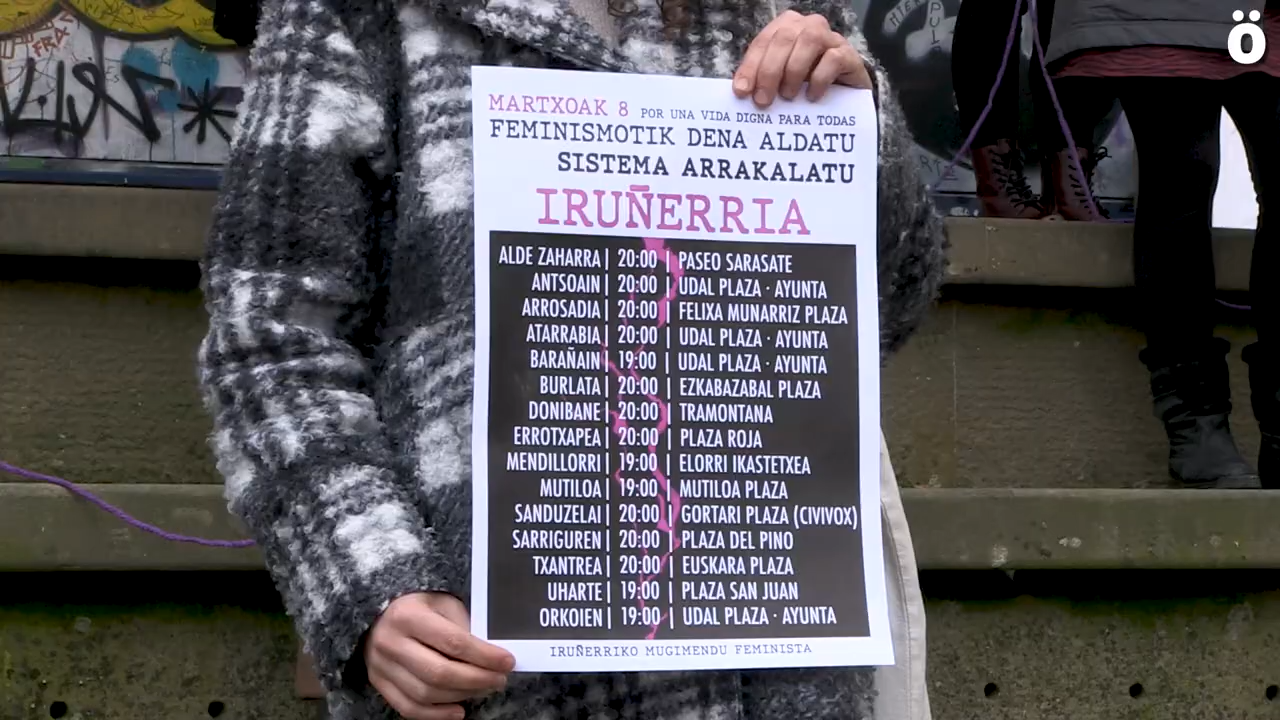 ö
MARTXOAK 8 POR UNA VIDA DIGNA PARA TODAS
FEMINISMOTIK DENA ALDATU
SISTEMA ARRAKALATU
IRUÑERRIA
ALDE ZAHARRA | 20:00 | PASEO SARASATE
ANTSOAIN | 20:00 | UDAL PLAZA · AYUNTA
ARROSADIA | 20:00 | FELIXA MUNARRIZ PLAZA
ATARRABIA | 20:00 | UDAL PLAZA · AYUNTA
BARAÑAIN | 19:00 | UDAL PLAZA · AYUNTA
BURLATA | 20:00 | EZKABAZABAL PLAZA
DONIBANE | 20:00 | TRAMONTANA
ERROTXAPEA | 20:00 | PLAZA ROJA
MENDILLORRI | 19:00 | ELORRI IKASTETXEA
MUTILOA | 19:00 | MUTILOA PLAZA
SANDUZELAI | 20:00 | GORTARI PLAZA (CIVIVOX)
SARRIGUREN | 20:00 | PLAZA DEL PINO
TXANTREA | 20:00 | EUSKARA PLAZA
UHARTE | 19:00 | PLAZA SAN JUAN
ORKOIEN | 19:00 | UDAL PLAZA · AYUNTA
IRUÑERRIKO MUGIMENDU FEMINISTA